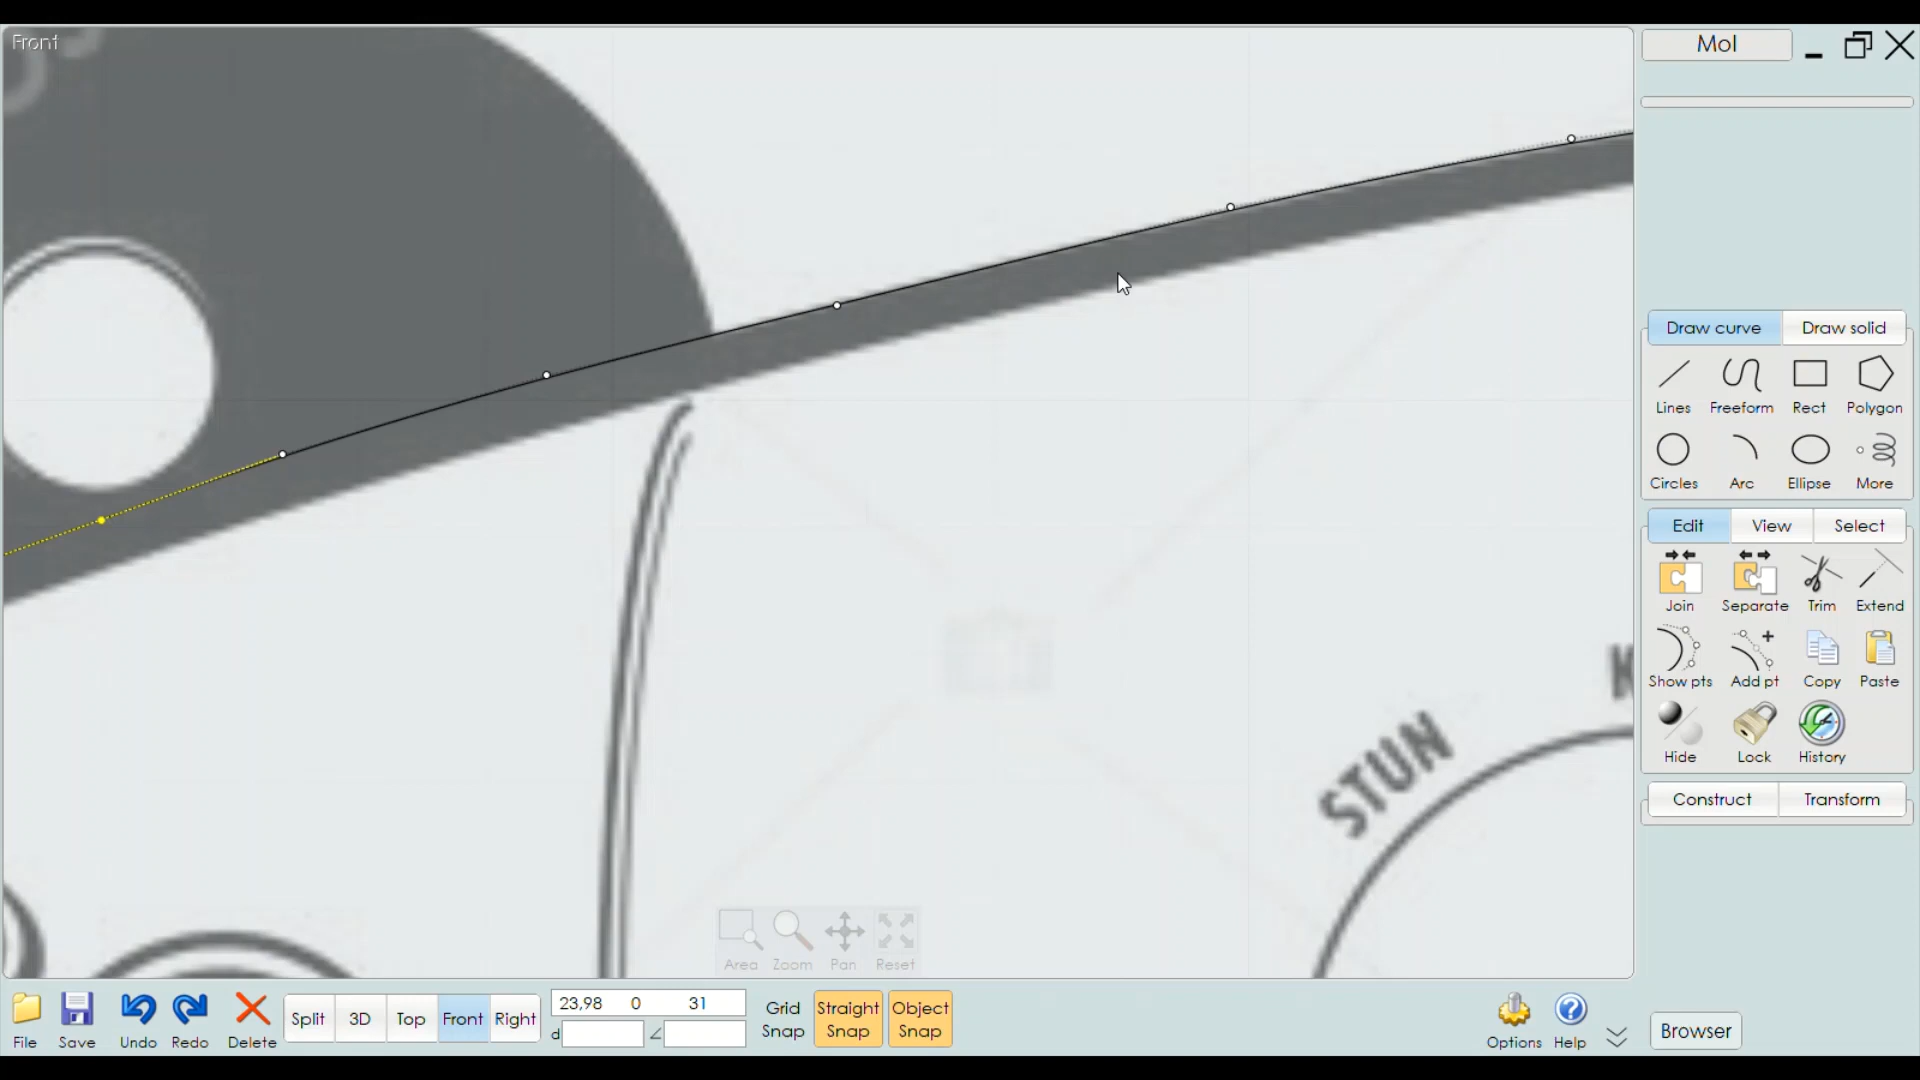 Front
MoI
Draw curve
Draw solid
Lines
Freeform
Rect
Polygon
Circles
Arc
Ellipse
More
Edit
View
Select
Join
Separate
Trim
Extend
Show pts
Add pt
Copy
Paste
Hide
Lock
History
Construct
Transform
STUN
K
Area
Zoom
Pan
Reset
File
Save
Undo
Redo
Delete
Split
3D
Top
Front
Right
23,98 0 31
d
∠
Grid
Snap
Straight
Snap
Object
Snap
Options
Help
Browser